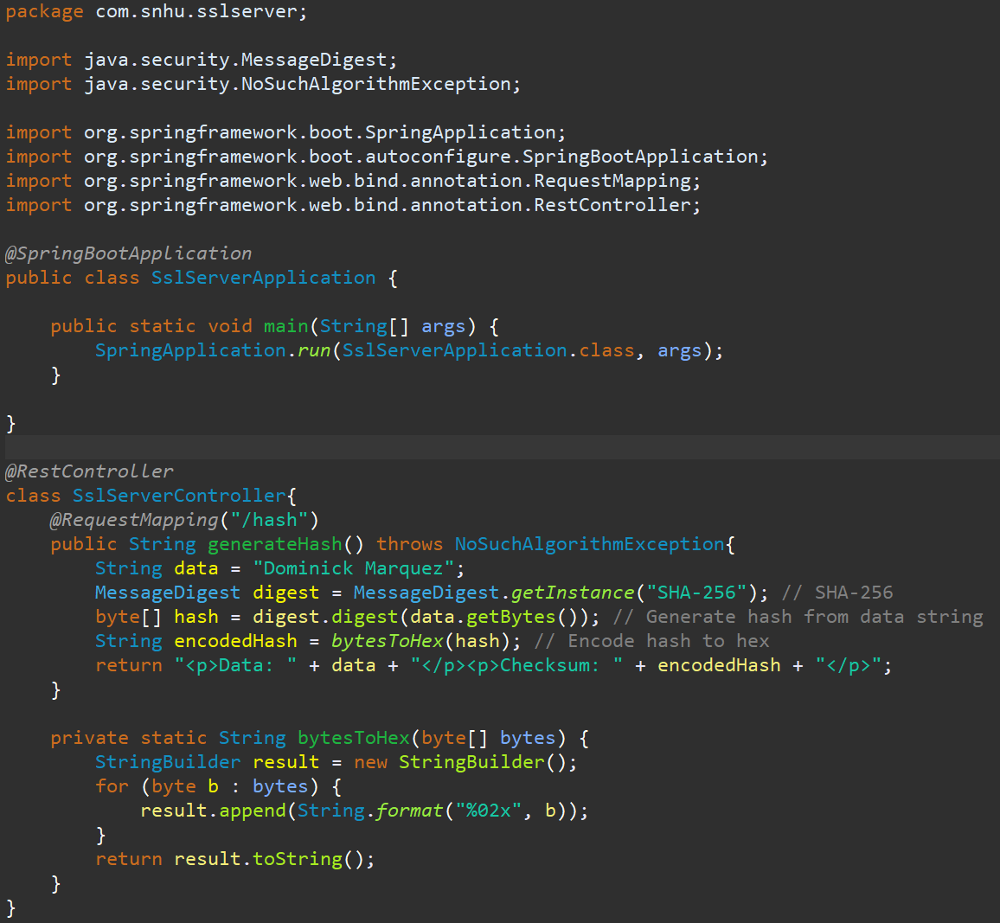 package com.snhu.sslserver;
import java.security.MessageDigest;
import java.security.NoSuchAlgorithmException;
import org.springframework.boot.SpringApplication;
import org.springframework.boot.autoconfigure.SpringBootApplication;
import org.springframework.web.bind.annotation.RequestMapping;
import org.springframework.web.bind.annotation.RestController;
@SpringBootApplication
public class SslServerApplication {
    public static void main(String[] args) {
        SpringApplication.run(SslServerApplication.class, args);
    }
}
@RestController
class SslServerController{
    @RequestMapping("/hash")
    public String generateHash() throws NoSuchAlgorithmException{
        String data = "Dominick Marquez";
        MessageDigest digest = MessageDigest.getInstance("SHA-256"); // SHA-256
        byte[] hash = digest.digest(data.getBytes()); // Generate hash from data string
        String encodedHash = bytesToHex(hash); // Encode hash to hex
        return "<p>Data: " + data + "</p><p>Checksum: " + encodedHash + "</p>";
    }
    private static String bytesToHex(byte[] bytes) {
        StringBuilder result = new StringBuilder();
        for (byte b : bytes) {
            result.append(String.format("%02x", b));
        }
        return result.toString();
    }
}